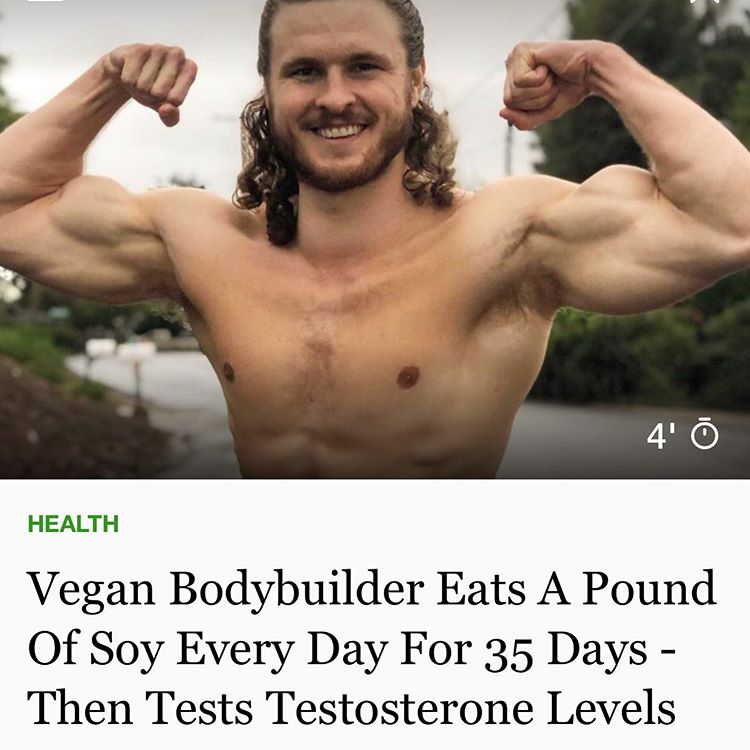 4'
HEALTH
Vegan Bodybuilder Eats A Pound
Of Soy Every Day For 35 Days -
Then Tests Testosterone Levels